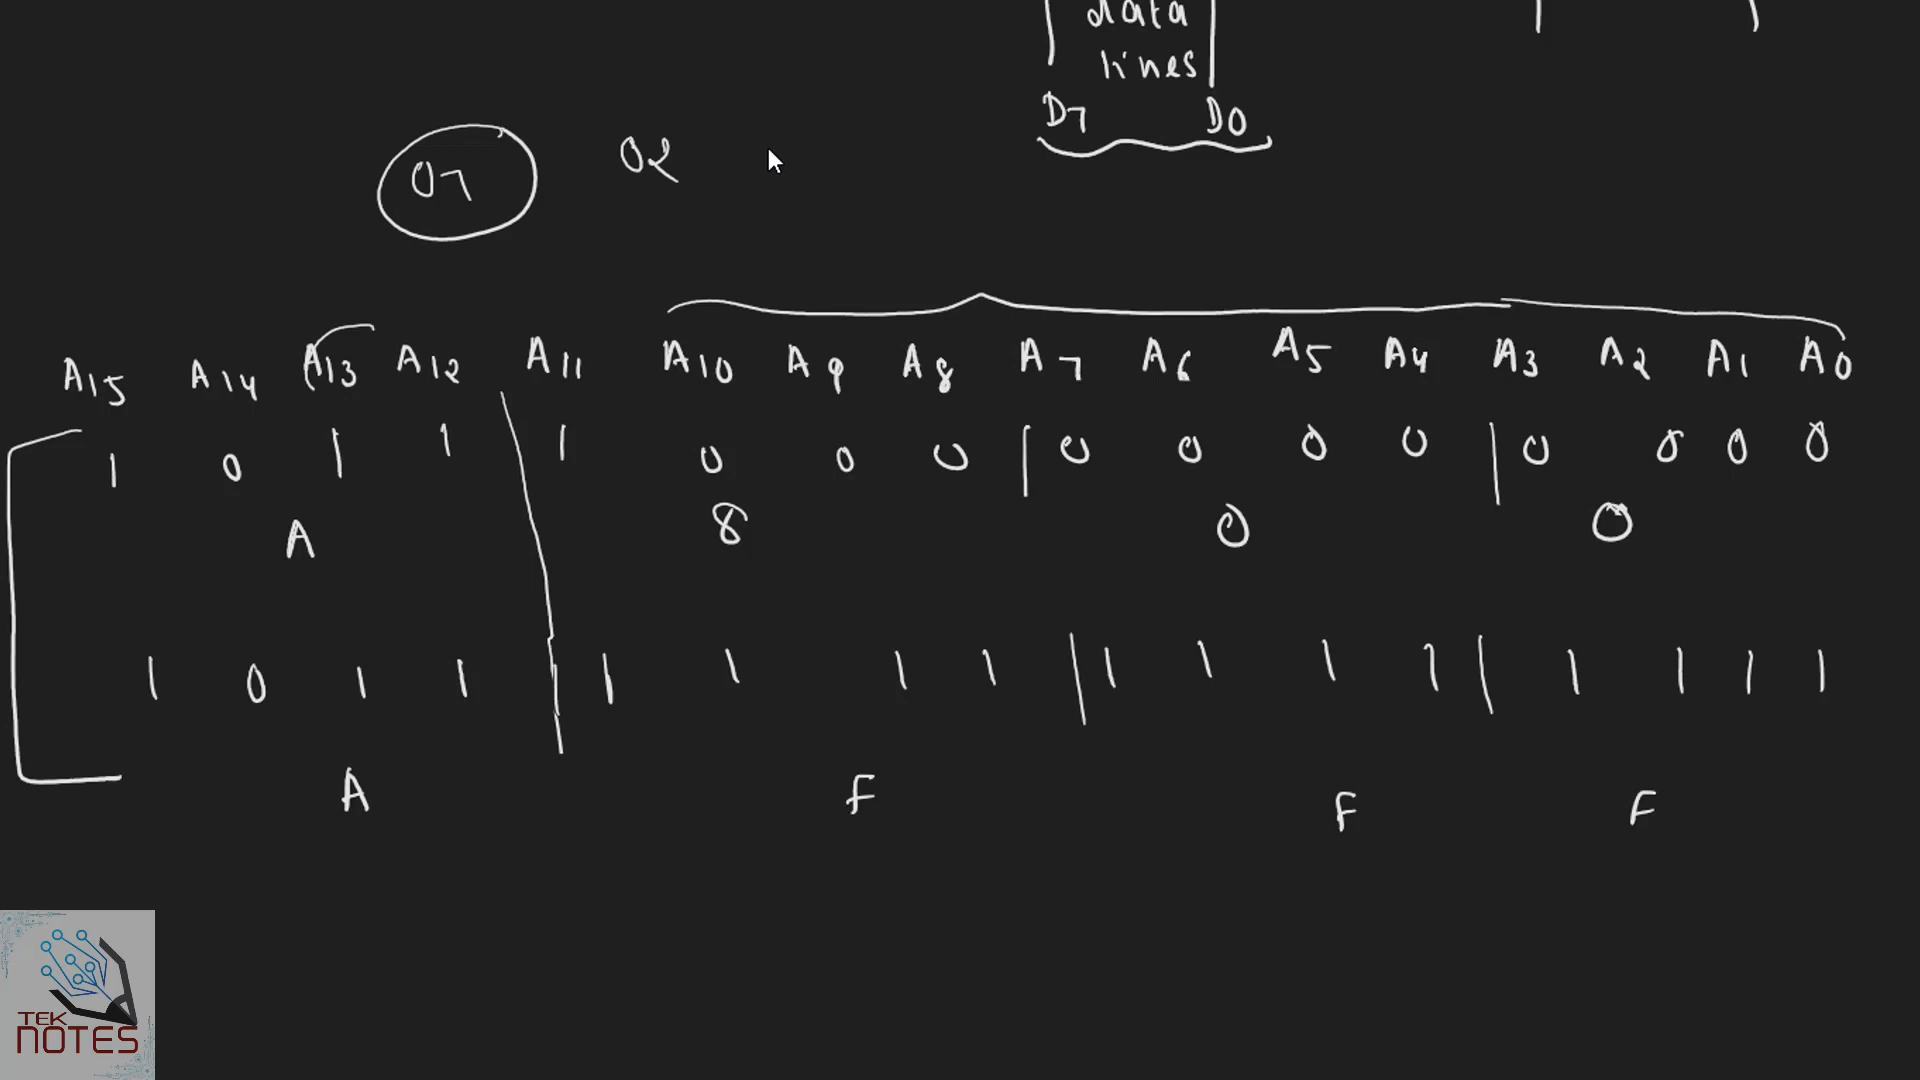 data
lines
D7 D0
07 02
A15 A14 A13 A12 A11 A10 A9 A8 A7 A6 A5 A4 A3 A2 A1 A0
1 0 1 1 1 0 0 0 0 0 0 0 0 0 0 0
A 8 0 0
1 0 1 1 1 1 1 1 1 1 1 1 1 1 1 1
A F F F
TEK
NOTES